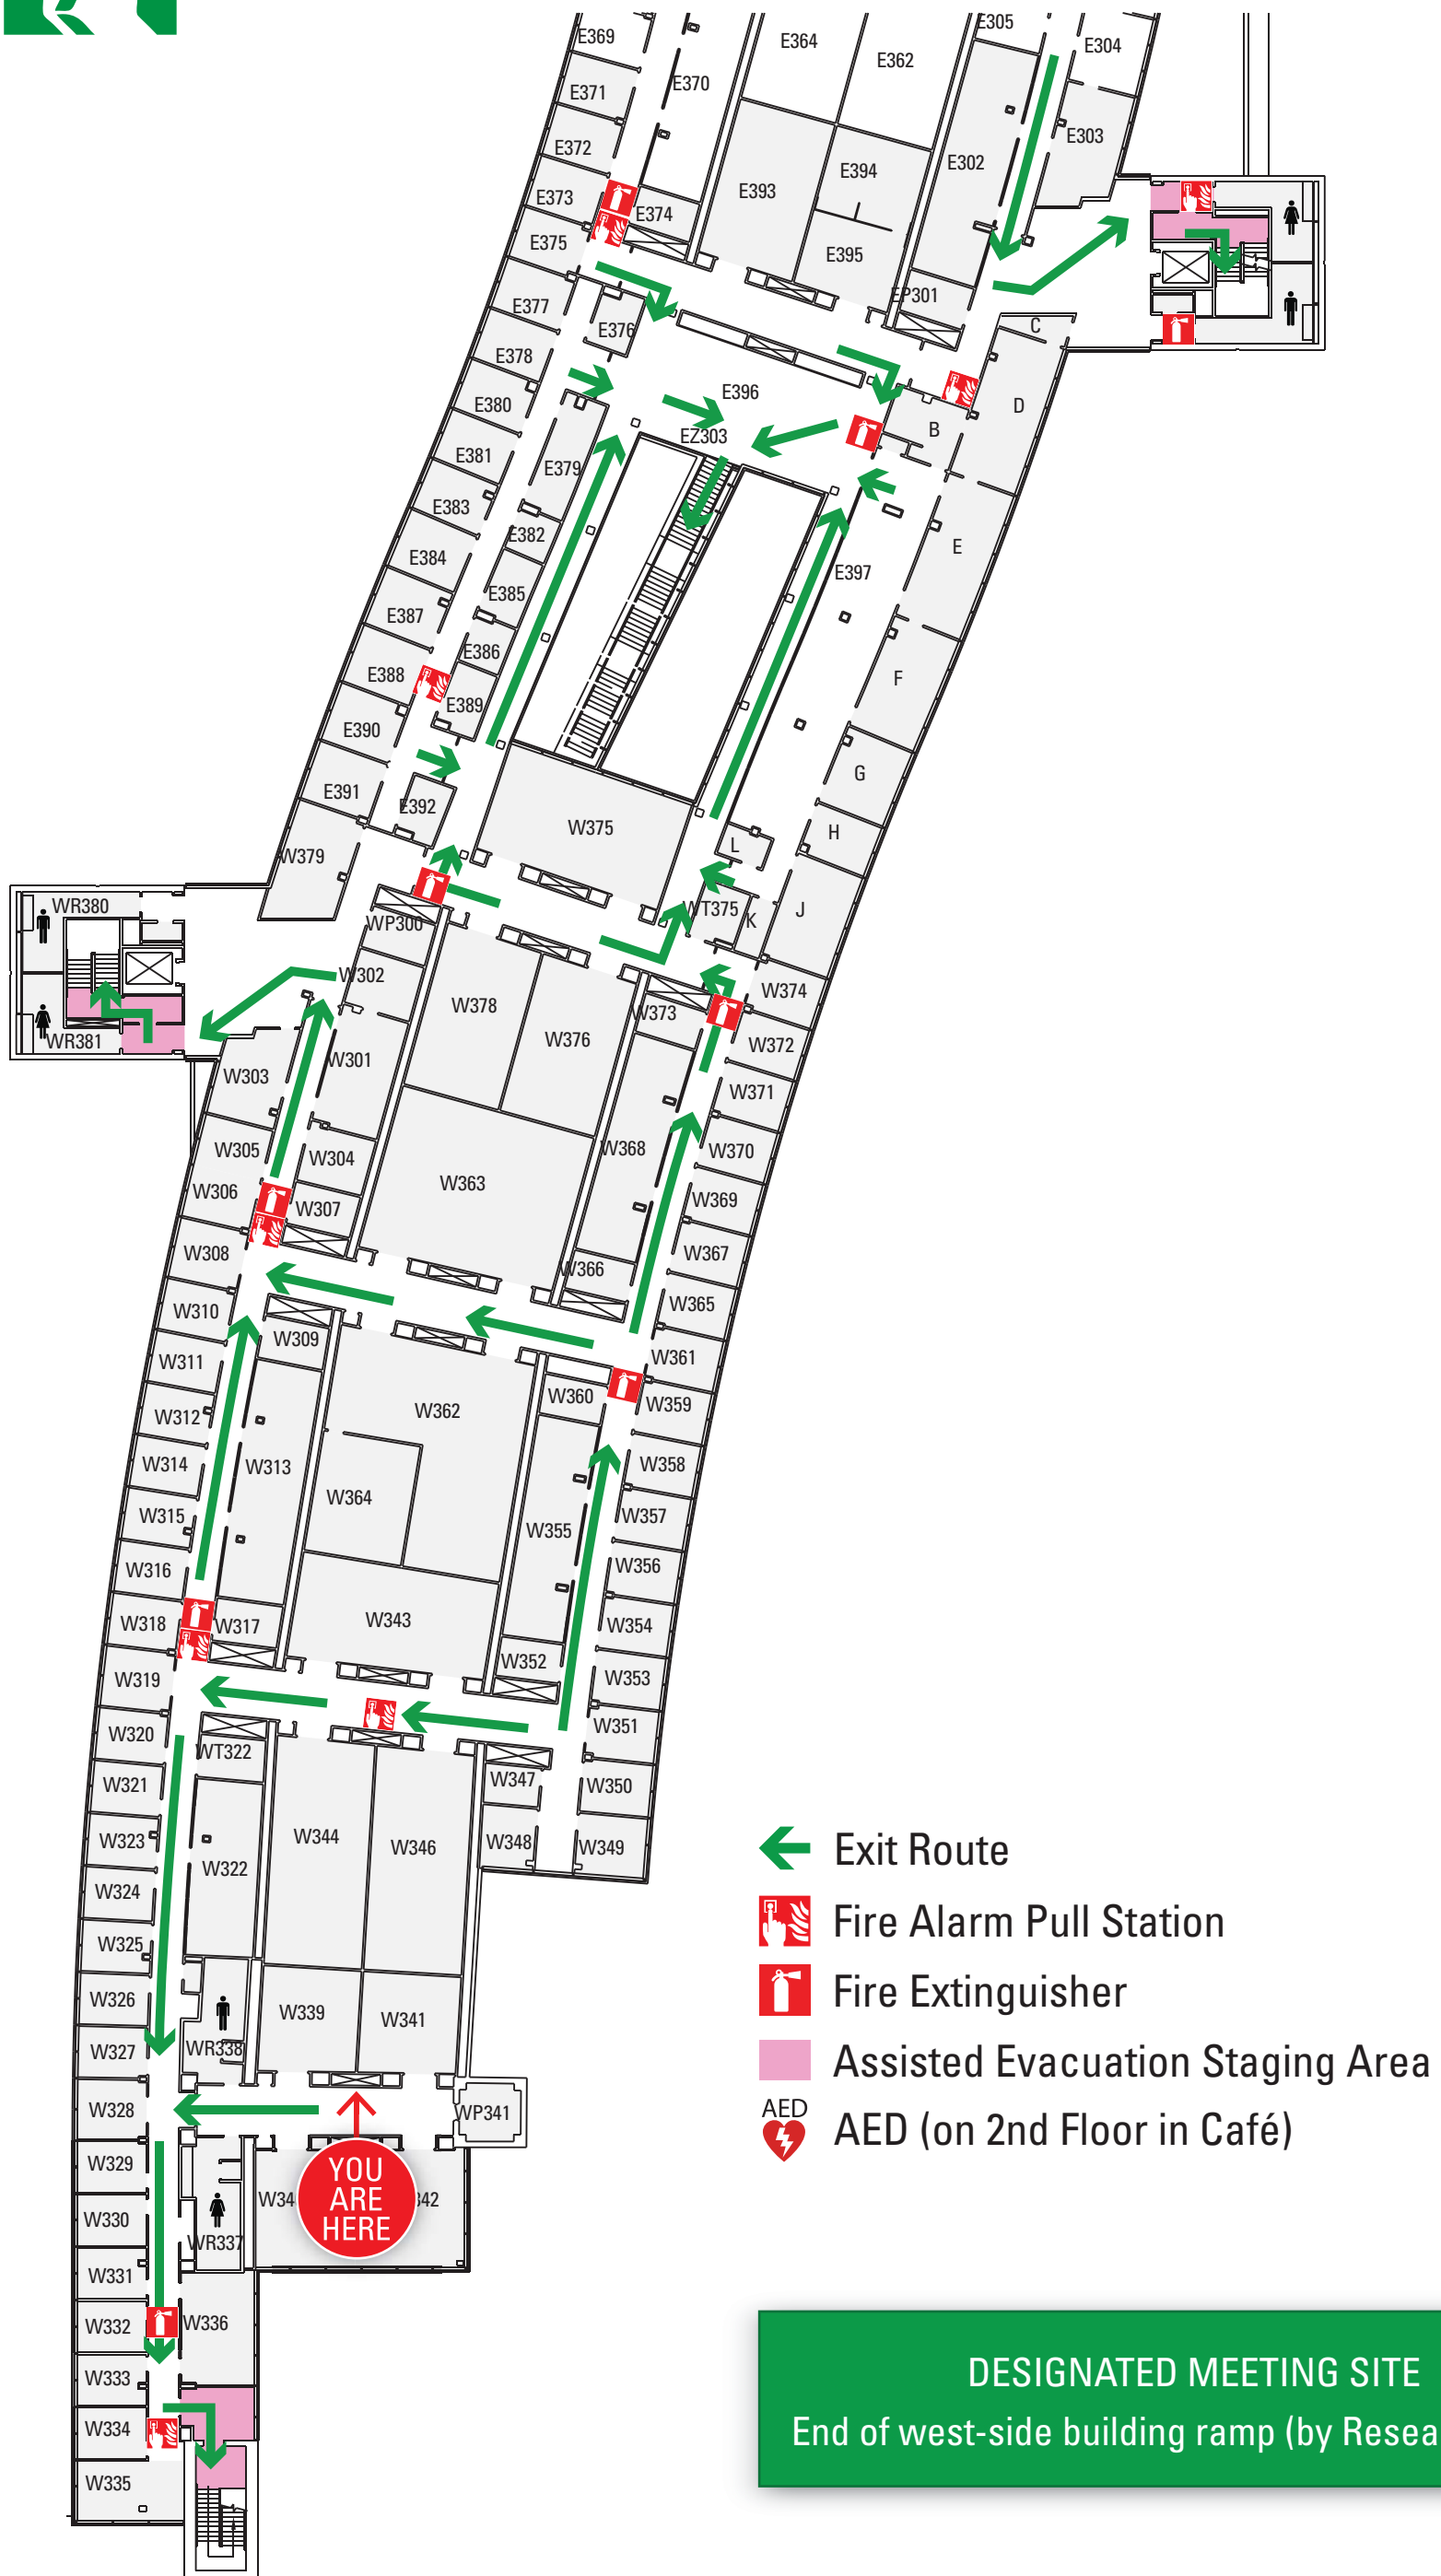 E369
E364
E305
E304
E362
E371
E370
E303
E372
E394
E302
E373
E393
E374
E375
E395
EP301
E377
C
E376
E378
E396
D
E380
B
EZ303
E381
E379
E383
E382
E
E384
E397
E385
E387
E386
F
E388
E389
E390
G
E391
E392
W375
H
L
W379
WR380
WT375
J
K
WP300
W302
W374
W378
W373
WR381
W376
W372
W301
W303
W371
W305
W304
W368
W370
W306
W363
W369
W307
W308
W367
W366
W310
W365
W309
W311
W361
W360
W312
W362
W359
W314
W313
W358
W364
W315
W355
W357
W316
W356
W318
W317
W343
W354
W319
W352
W353
W320
W351
WT322
W321
W347
W350
W323
W344
W346
W348
W349
W322
W324
W325
W326
W339
W341
W327
WR338
W328
WP341
W329
W330
W34
YOU
ARE
HERE
42
WR337
W331
W332
W336
W333
W334
W335
Exit Route
Fire Alarm Pull Station
Fire Extinguisher
Assisted Evacuation Staging Area
AED
AED (on 2nd Floor in Café)
DESIGNATED MEETING SITE
End of west-side building ramp (by Resea